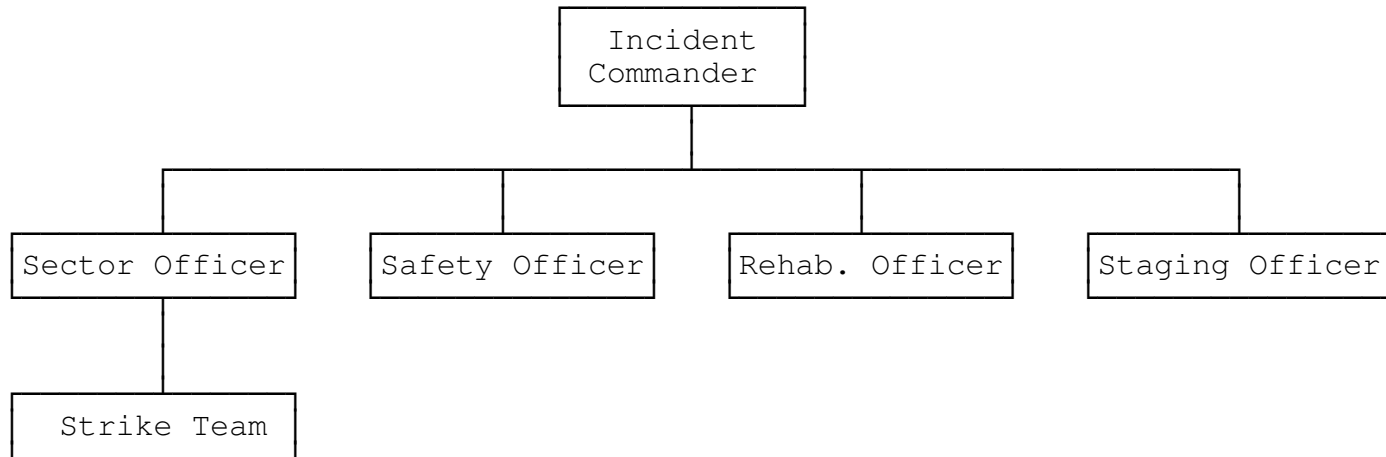 Incident
Commander
Sector Officer
Safety Officer
Rehab. Officer
Staging Officer
Strike Team